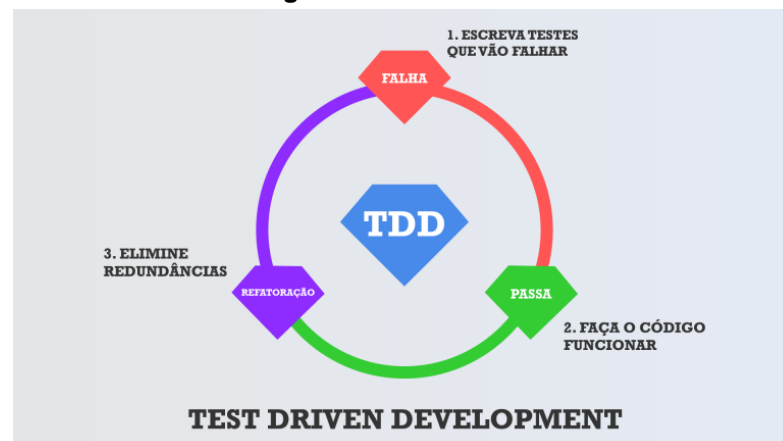 1. ESCREVA TESTES
QUE VÃO FALHAR
FALHA
TDD
3. ELIMINE
REDUNDÂNCIAS
REFATORAÇÃO
PASSA
2. FAÇA O CÓDIGO
FUNCIONAR
TEST DRIVEN DEVELOPMENT